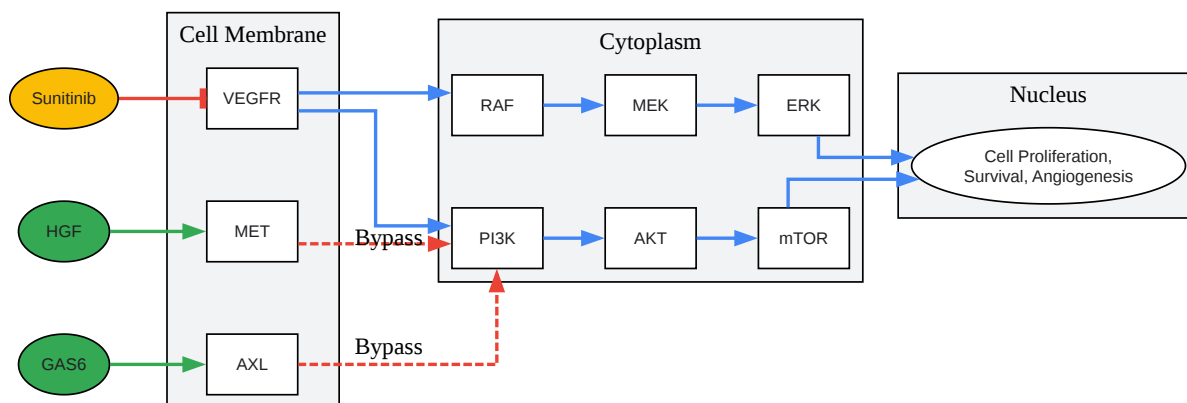 Cell Membrane
Cytoplasm
Nucleus
Sunitinib
VEGFR
RAF
MEK
ERK
Cell Proliferation,
Survival, Angiogenesis
HGF
MET
Bypass
PI3K
AKT
mTOR
GAS6
AXL
Bypass